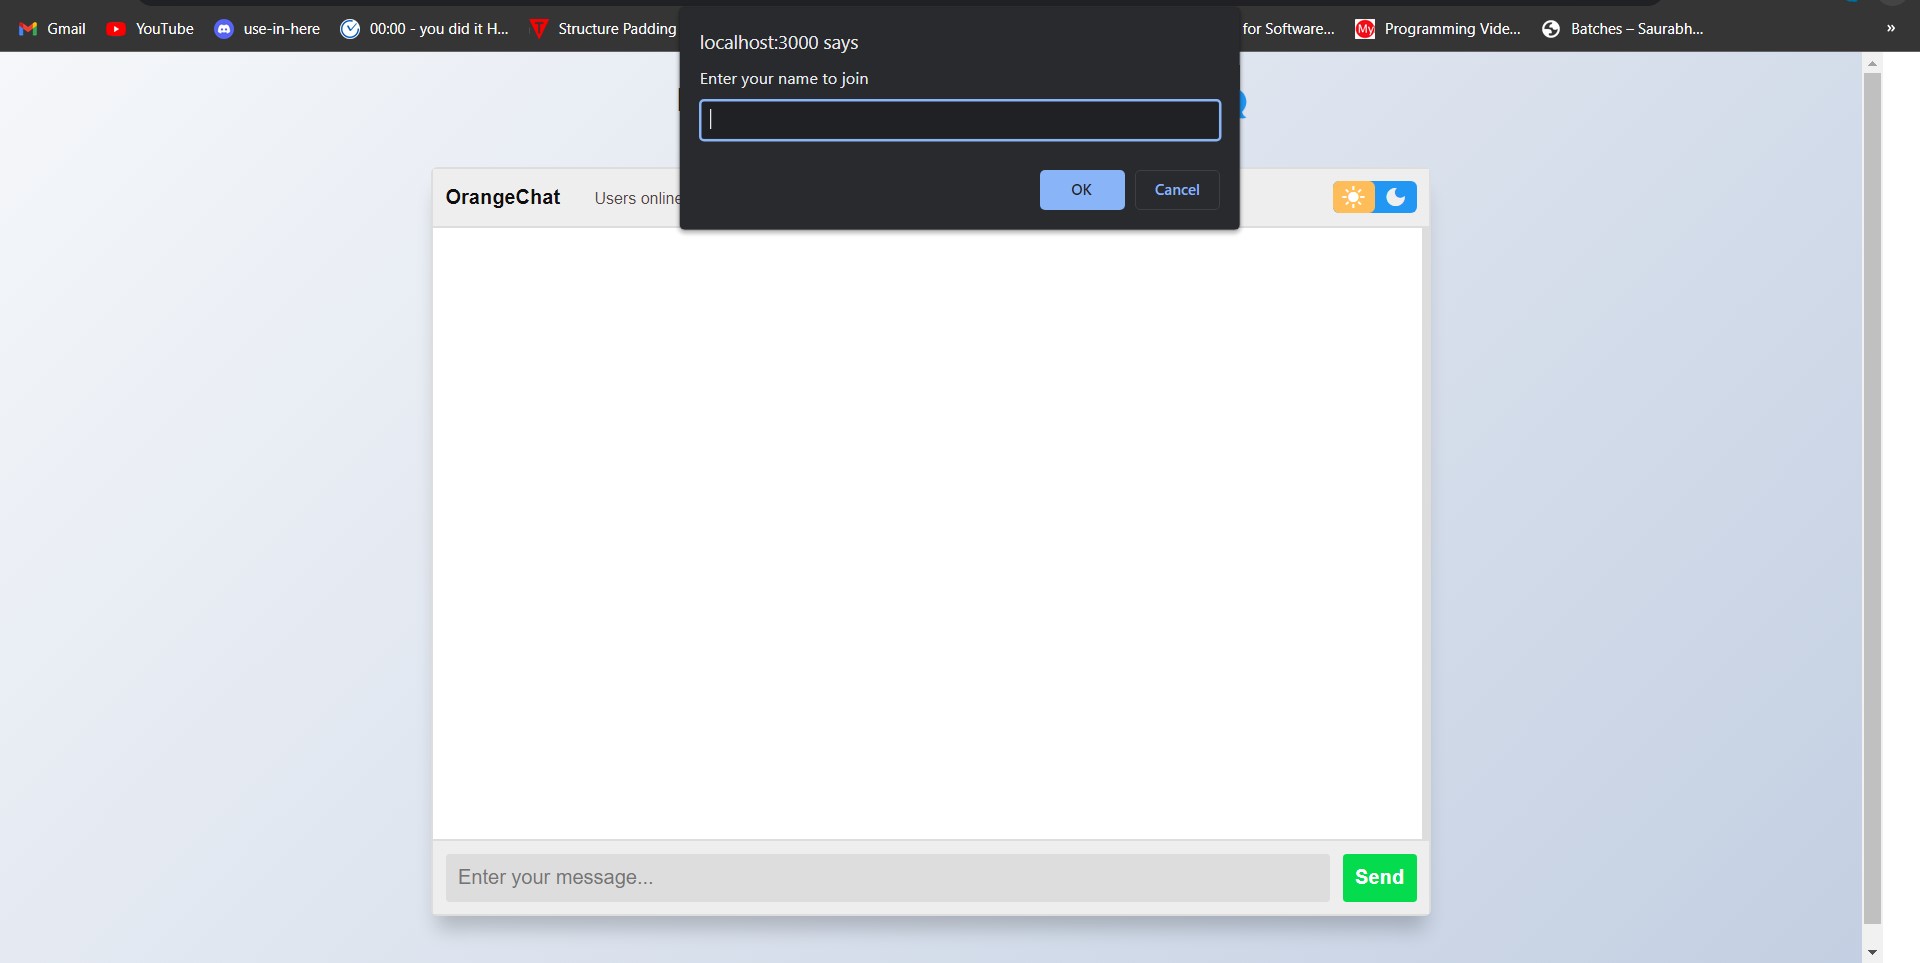 Gmail YouTube use-in-here 00:00 - you did it H... Structure Padding for Software... My Programming Vide... Batches – Saurabh... »
localhost:3000 says
Enter your name to join
OK Cancel
OrangeChat Users online
Enter your message... Send